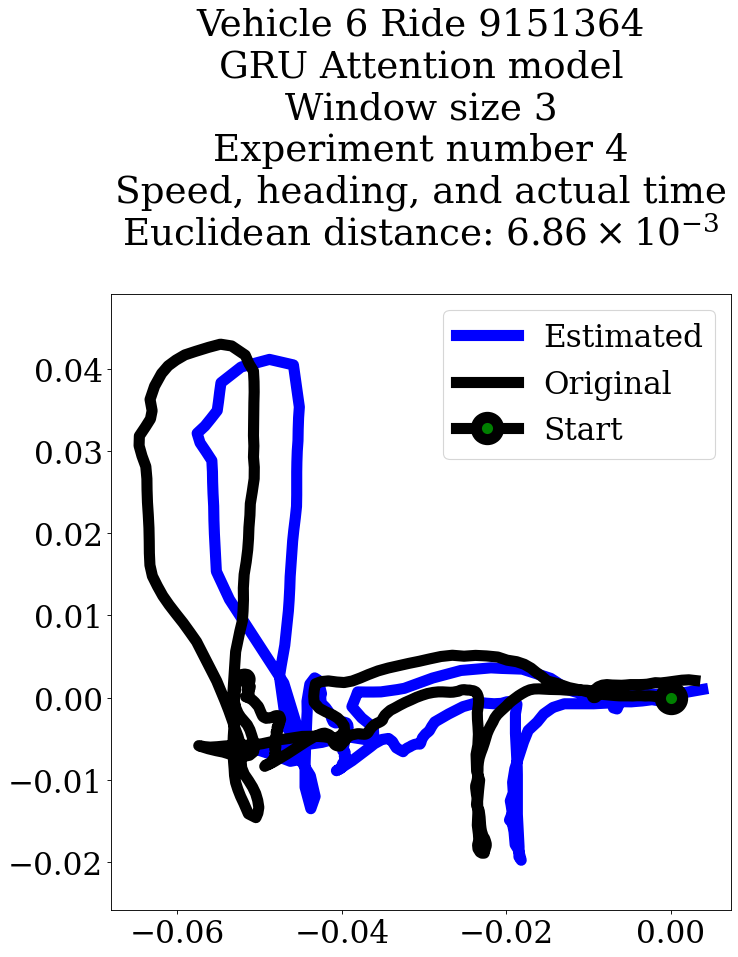 Vehicle 6 Ride 9151364
GRU Attention model
Window size 3
Experiment number 4
Speed, heading, and actual time
Euclidean distance: 6.86 × 10⁻³
Estimated
Original
Start
0.04
0.03
0.02
0.01
0.00
−0.01
−0.02
−0.06 −0.04 −0.02 0.00